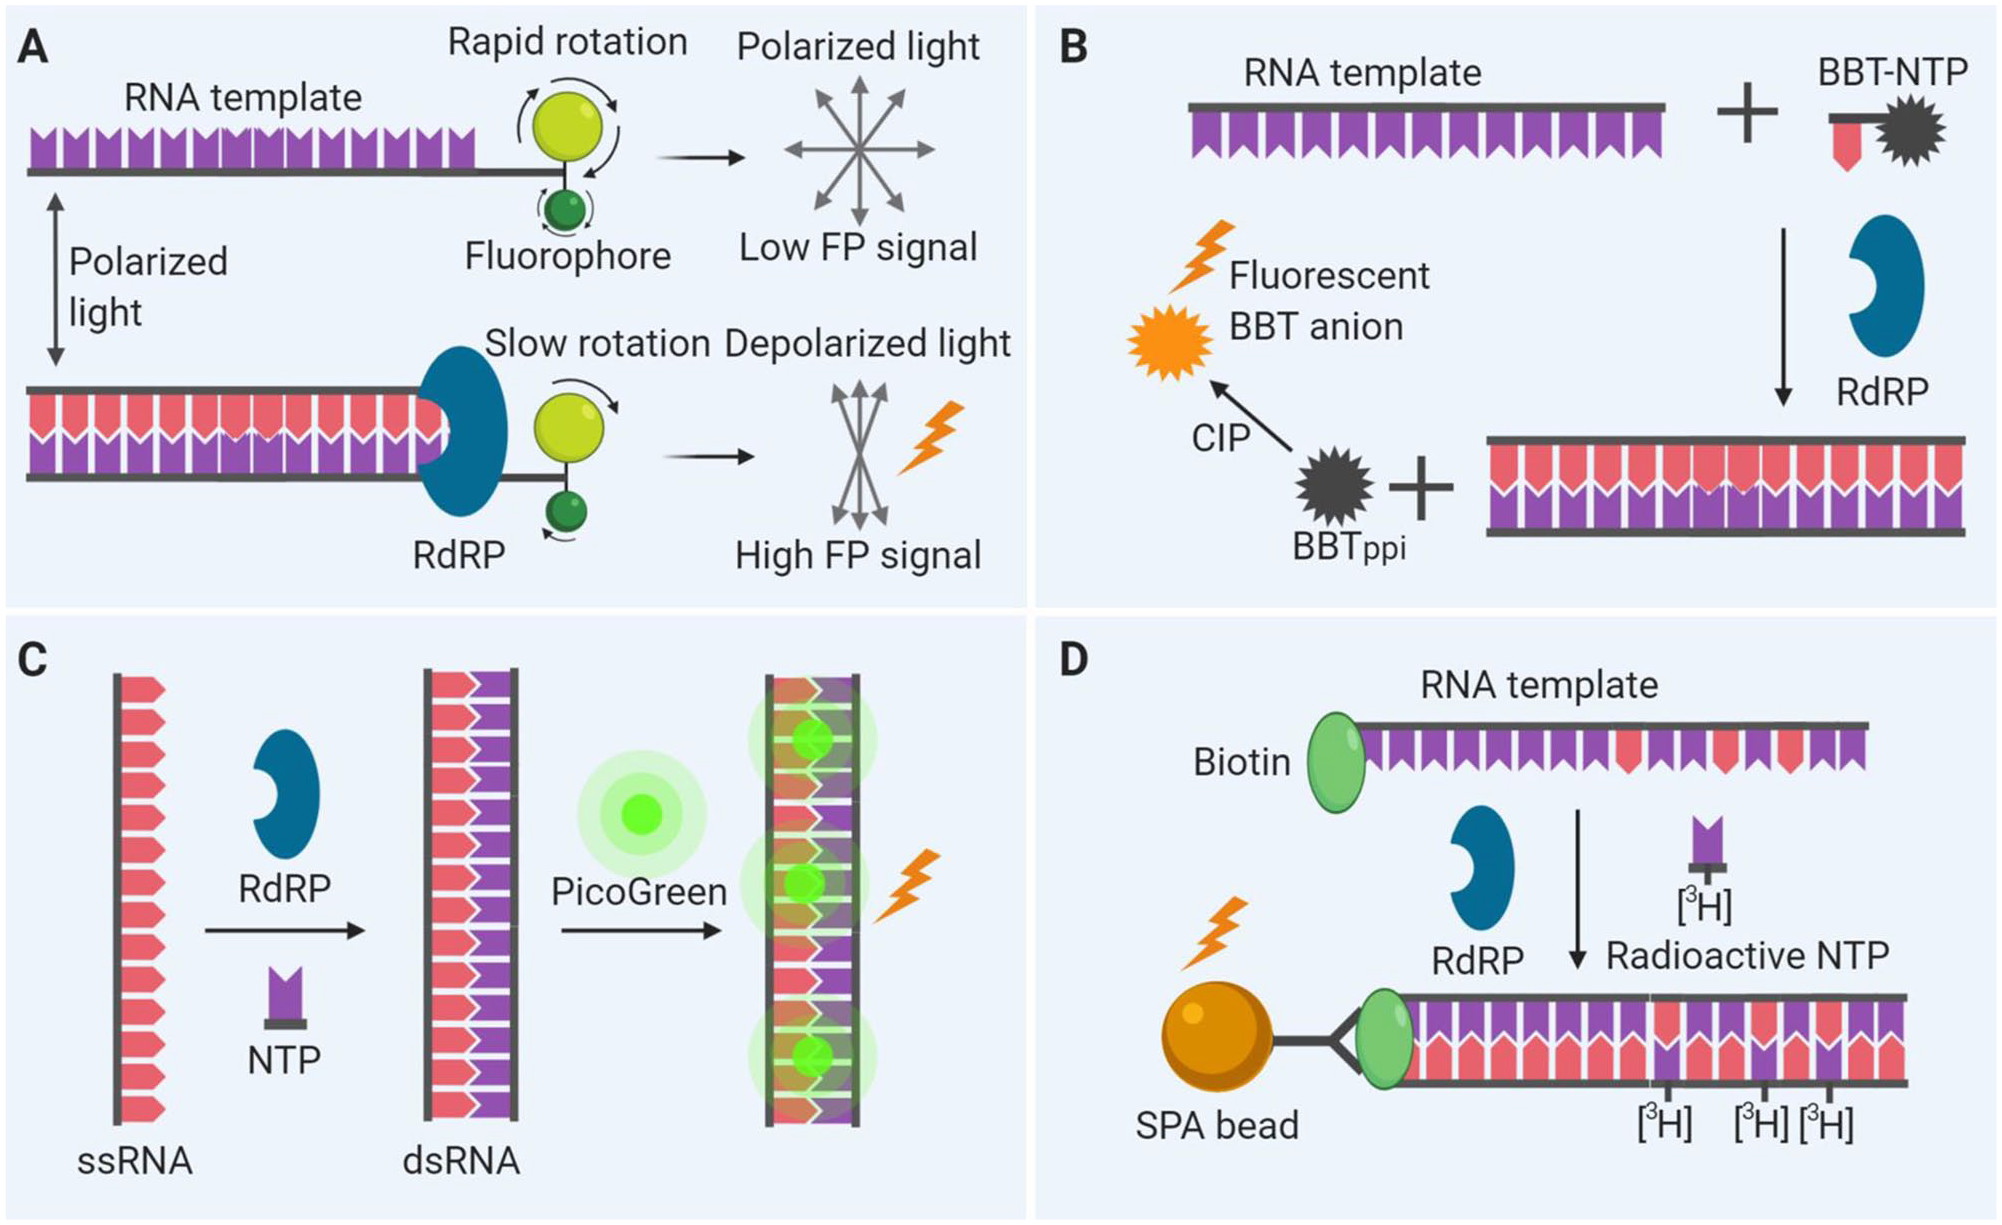 A
Rapid rotation
Polarized light
RNA template
Polarized
light
Fluorophore
Low FP signal
Slow rotation
Depolarized light
RdRP
High FP signal
B
RNA template
BBT-NTP
Fluorescent
BBT anion
RdRP
CIP
BBTppi
C
RdRP
NTP
PicoGreen
ssRNA
dsRNA
D
RNA template
Biotin
[³H]
RdRP
Radioactive NTP
SPA bead
[³H] [³H] [³H]